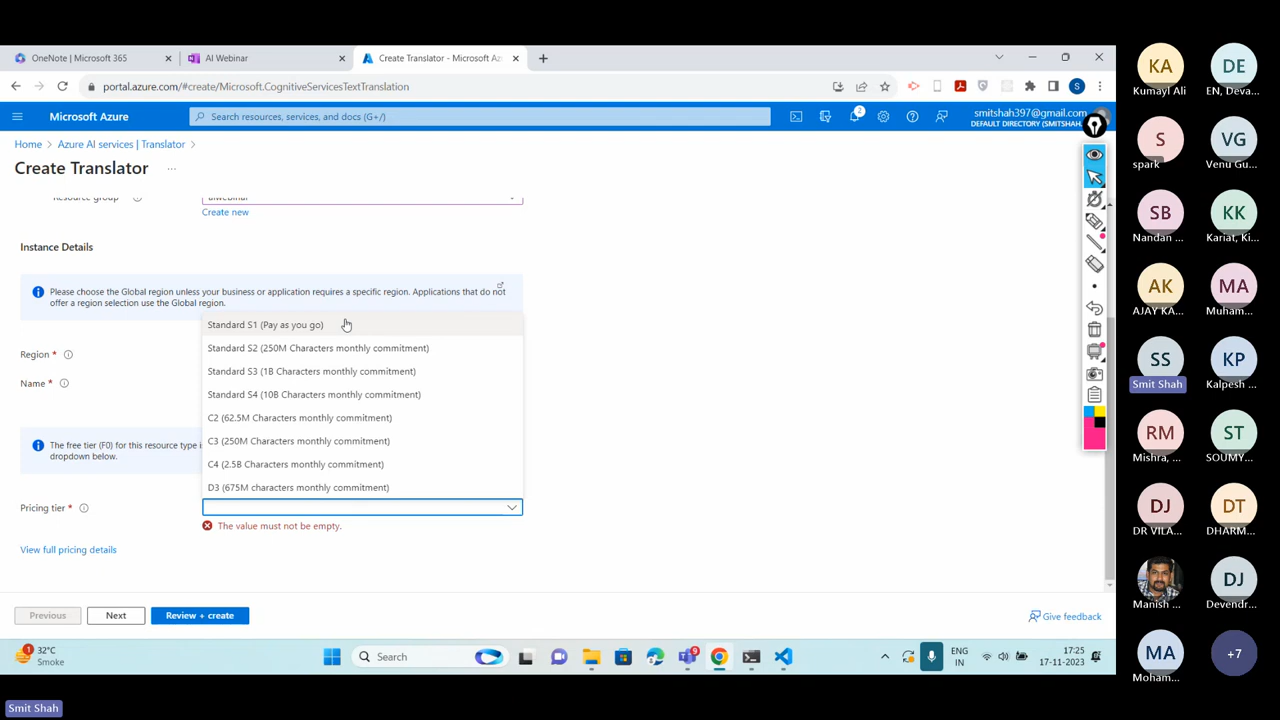 OneNote | Microsoft 365
AI Webinar
Create Translator - Microsoft Az
portal.azure.com/#create/Microsoft.CognitiveServicesTextTranslation
Microsoft Azure
Search resources, services, and docs (G+/)
2
smitshah397@gmail.com
DEFAULT DIRECTORY (SMITSHAH.
Home > Azure AI services | Translator >
Create Translator
...
Resource group
aiwebinar
Create new
Instance Details
Please choose the Global region unless your business or application requires a specific region. Applications that do not
offer a region selection use the Global region.
Standard S1 (Pay as you go)
Standard S2 (250M Characters monthly commitment)
Region *
Standard S3 (1B Characters monthly commitment)
Name *
Standard S4 (10B Characters monthly commitment)
C2 (62.5M Characters monthly commitment)
The free tier (F0) for this resource type is
C3 (250M Characters monthly commitment)
dropdown below.
C4 (2.5B Characters monthly commitment)
D3 (675M characters monthly commitment)
Pricing tier *
The value must not be empty.
View full pricing details
Previous
Next
Review + create
Give feedback
1
32°C
Smoke
Search
9
ENG
IN
17:25
17-11-2023
Smit Shah
KA
Kumayl Ali
DE
EN, Deva...
S
spark
VG
Venu Gu...
SB
Nandan ...
KK
Kariat, Ki...
AK
AJAY KA...
MA
Muham...
SS
Smit Shah
KP
Kalpesh ...
RM
Mishra, ...
ST
SOUMY...
DJ
DR VILA...
DT
DHARM...
Manish ...
DJ
Devendr...
MA
Moham...
+7